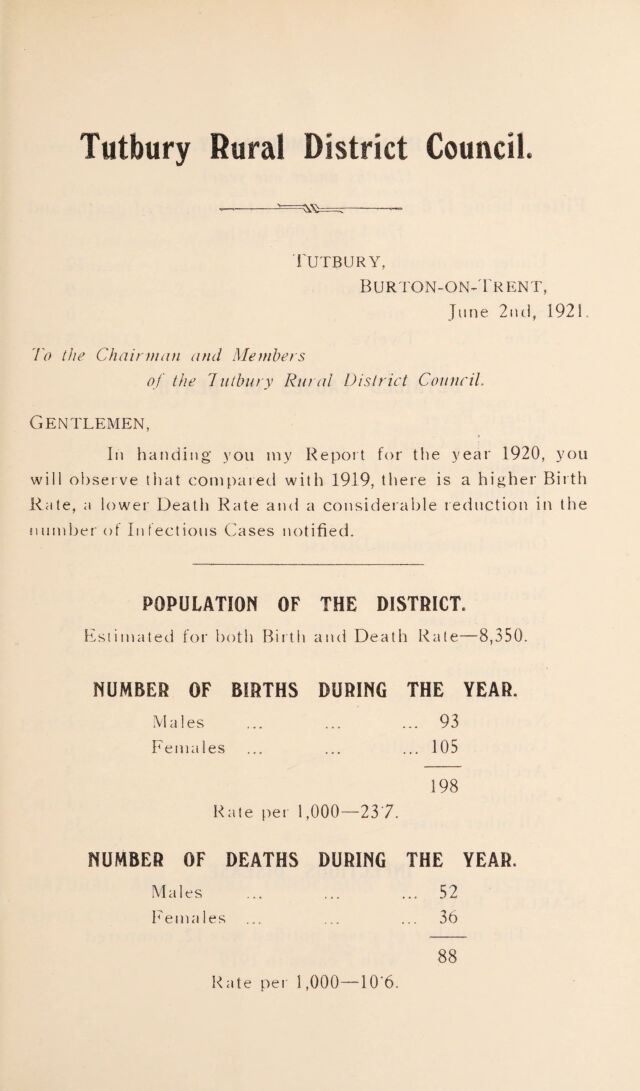 Tutbury Rural District Council.
TUTBURY,
BURTON-ON-TRENT,
June 2nd, 1921.
To the Chairman and Members
of the Tutbury Rural District Council.
GENTLEMEN,
In handing you my Report for the year 1920, you
will observe that compared with 1919, there is a higher Birth
Rate, a lower Death Rate and a considerable reduction in the
number of Infectious Cases notified.
POPULATION OF THE DISTRICT.
Estimated for both Birth and Death Rate—8,350.
NUMBER OF BIRTHS DURING THE YEAR.
Males ... ... ... 93
Females ... ... ... 105
198
Rate per 1,000—23·7.
NUMBER OF DEATHS DURING THE YEAR.
Males ... ... ... 52
Females ... ... ... 36
88
Rate per 1,000—10·6.